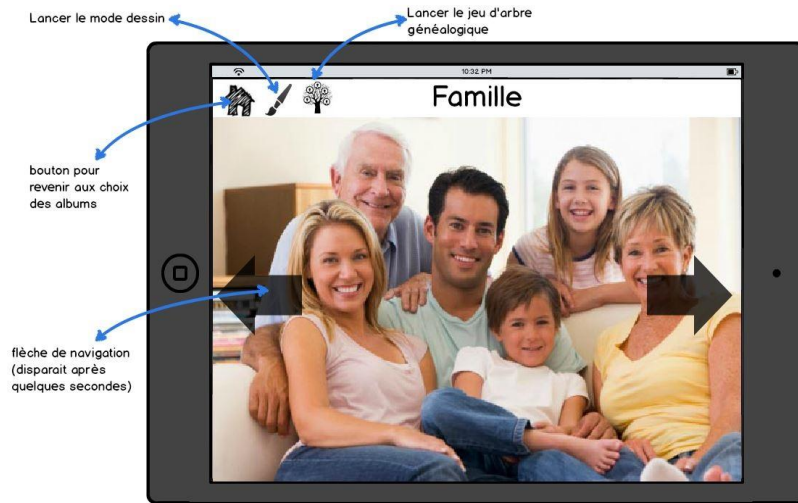 Lancer le mode dessin
Lancer le jeu d'arbre
généalogique
10:32 PM
Famille
bouton pour
revenir aux choix
des albums
flèche de navigation
(disparait après
quelques secondes)